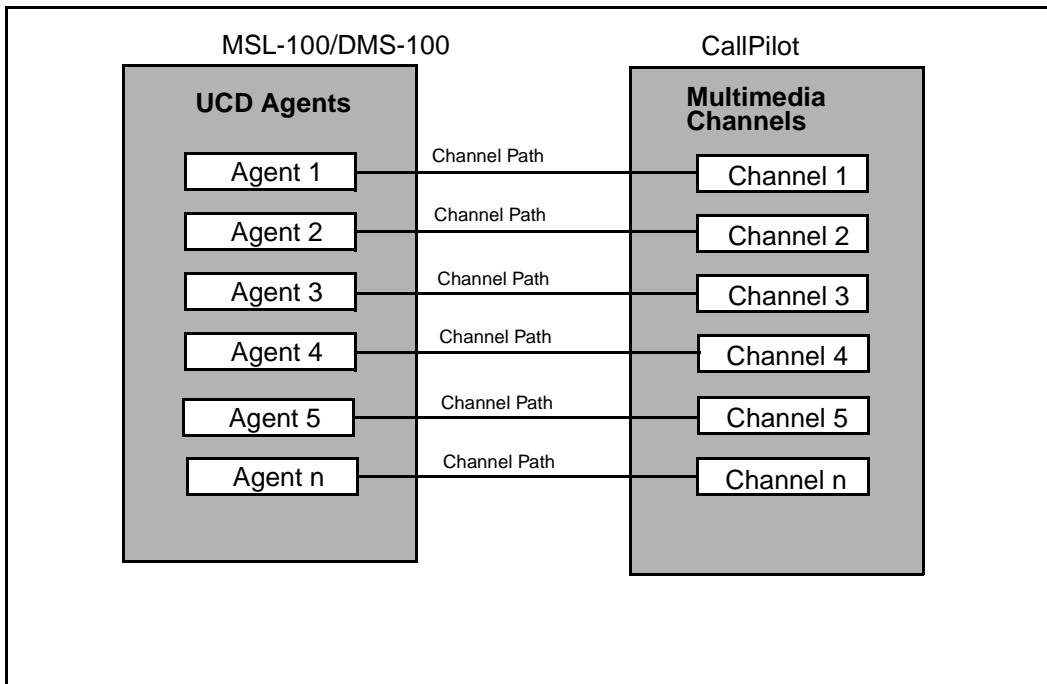 MSL-100/DMS-100
CallPilot
UCD Agents
Multimedia
Channels
Agent 1
Channel Path
Channel 1
Agent 2
Channel Path
Channel 2
Agent 3
Channel Path
Channel 3
Agent 4
Channel Path
Channel 4
Agent 5
Channel Path
Channel 5
Agent n
Channel Path
Channel n